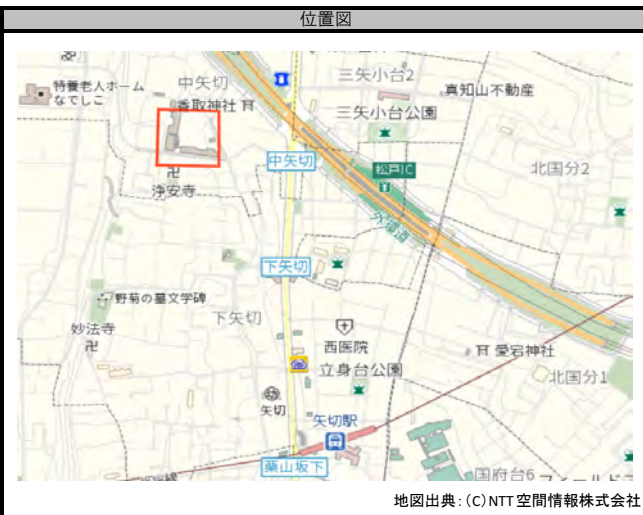 位置図
特養老人ホーム
なでしこ
中矢切
三矢小台2
真知山不動産
香取神社
三矢小台公園
中矢切
松戸IC
北国分2
卍
浄安寺
外環道
下矢切
野菊の墓文学碑
下矢切
妙法寺
卍
西医院
愛宕神社
立身台公園
北国分1
矢切
矢切駅
栗山坂下
国府台6
地図出典：(C)NTT空間情報株式会社